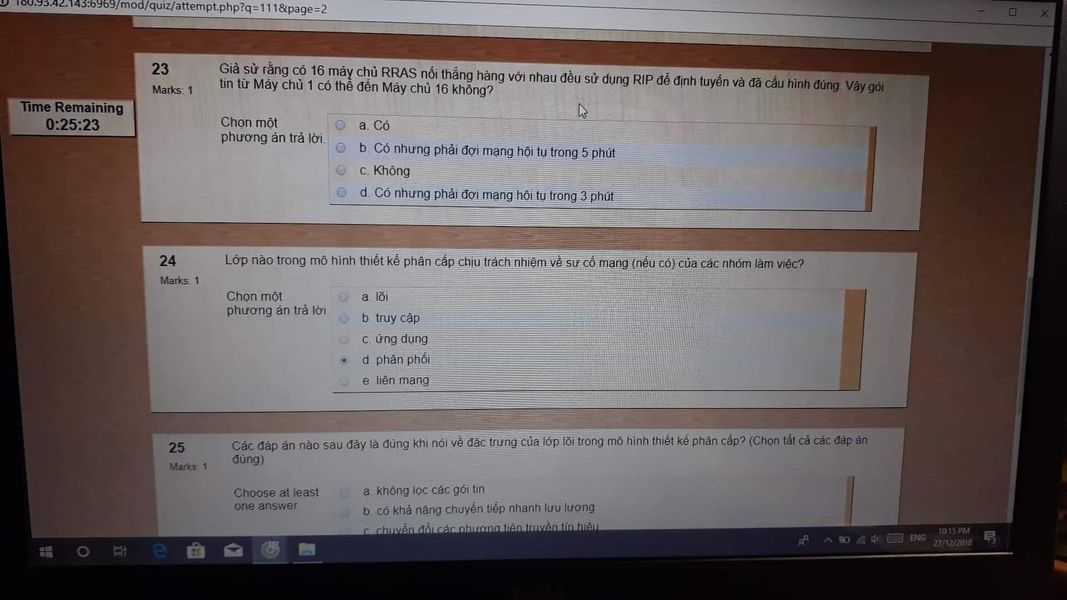 180.93.42.143:6969/mod/quiz/attempt.php?q=111&page=2
Time Remaining
0:25:23
23
Marks: 1
Giả sử rằng có 16 máy chủ RRAS nối thẳng hàng với nhau đều sử dụng RIP để định tuyến và đã cấu hình đúng. Vậy gói
tin từ Máy chủ 1 có thể đến Máy chủ 16 không?
Chọn một
phương án trả lời.
a. Có
b. Có nhưng phải đợi mạng hội tụ trong 5 phút
c. Không
d. Có nhưng phải đợi mạng hội tụ trong 3 phút
24
Marks: 1
Lớp nào trong mô hình thiết kế phân cấp chịu trách nhiệm về sự cố mạng (nếu có) của các nhóm làm việc?
Chọn một
phương án trả lời.
a. lõi
b. truy cập
c. ứng dụng
d. phân phối
e. liên mạng
25
Marks: 1
Các đáp án nào sau đây là đúng khi nói về đặc trưng của lớp lõi trong mô hình thiết kế phân cấp? (Chọn tất cả các đáp án
đúng)
Choose at least
one answer.
a. không lọc các gói tin
b. có khả năng chuyển tiếp nhanh lưu lượng
c. chuyển đổi các phương tiện truyền tín hiệu
ENG
10:15 PM
27/12/2018
3